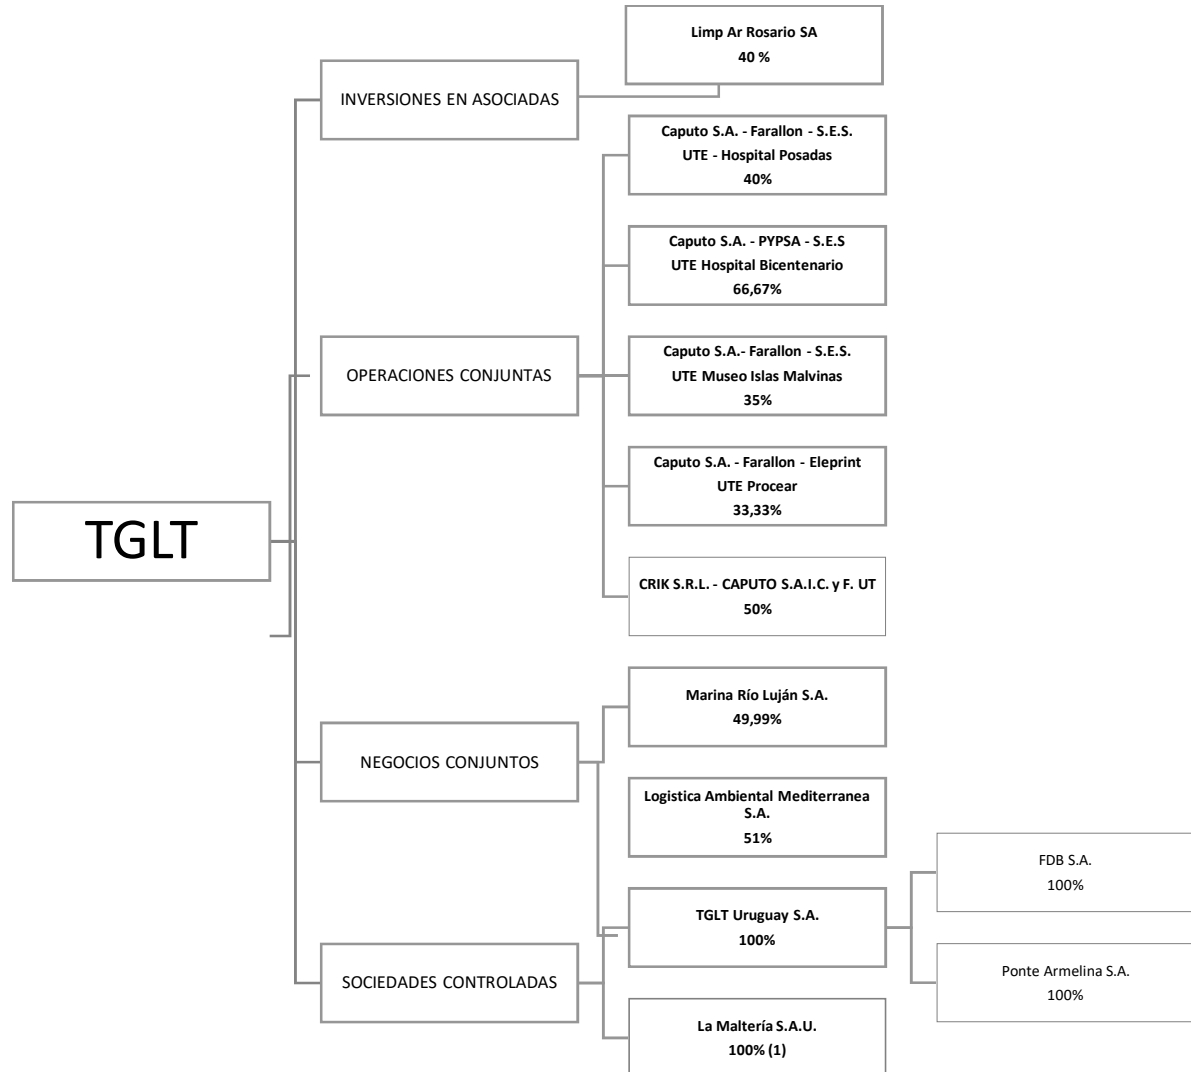 TGLT
INVERSIONES EN ASOCIADAS
Limp Ar Rosario SA
40 %
OPERACIONES CONJUNTAS
Caputo S.A. - Farallon - S.E.S.
UTE - Hospital Posadas
40%
Caputo S.A. - PYPSA - S.E.S
UTE Hospital Bicentenario
66,67%
Caputo S.A.- Farallon - S.E.S.
UTE Museo Islas Malvinas
35%
Caputo S.A. - Farallon - Eleprint
UTE Procear
33,33%
CRIK S.R.L. - CAPUTO S.A.I.C. y F. UT
50%
NEGOCIOS CONJUNTOS
Marina Río Luján S.A.
49,99%
Logistica Ambiental Mediterranea
S.A.
51%
SOCIEDADES CONTROLADAS
TGLT Uruguay S.A.
100%
FDB S.A.
100%
Ponte Armelina S.A.
100%
La Maltería S.A.U.
100% (1)